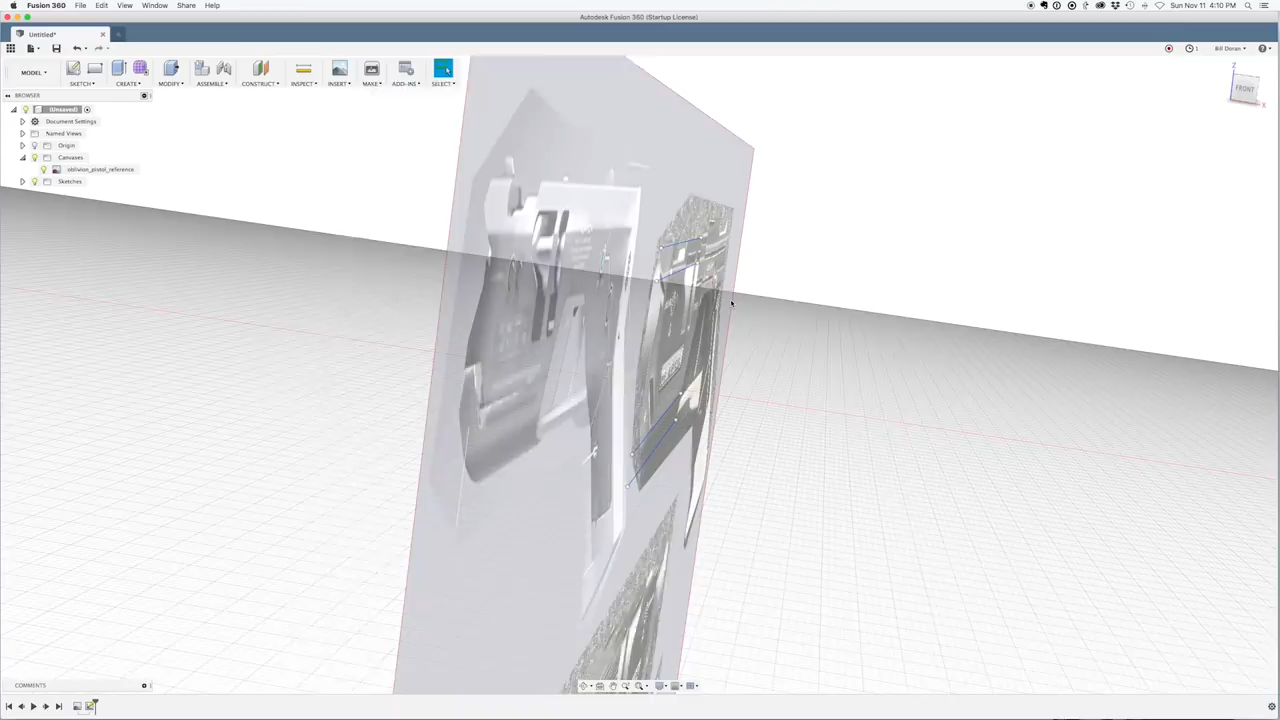 Fusion 360 File Edit View Window Share Help Sun Nov 11 4:10 PM
Autodesk Fusion 360 (Startup License)
Untitled*
1 Bill Doran
MODEL SKETCH CREATE MODIFY ASSEMBLE CONSTRUCT INSPECT INSERT MAKE ADD-INS SELECT
BROWSER
(Unsaved)
Document Settings
Named Views
Origin
Canvases
oblivion_pistol_reference
Sketches
Z
FRONT
X
COMMENTS